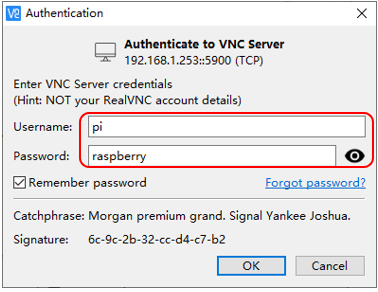 Authentication
Authenticate to VNC Server
192.168.1.253::5900 (TCP)
Enter VNC Server credentials
(Hint: NOT your RealVNC account details)
Username: pi
Password: raspberry
Remember password Forgot password?
Catchphrase: Morgan premium grand. Signal Yankee Joshua.
Signature: 6c-9c-2b-32-cc-d4-c7-b2
OK Cancel